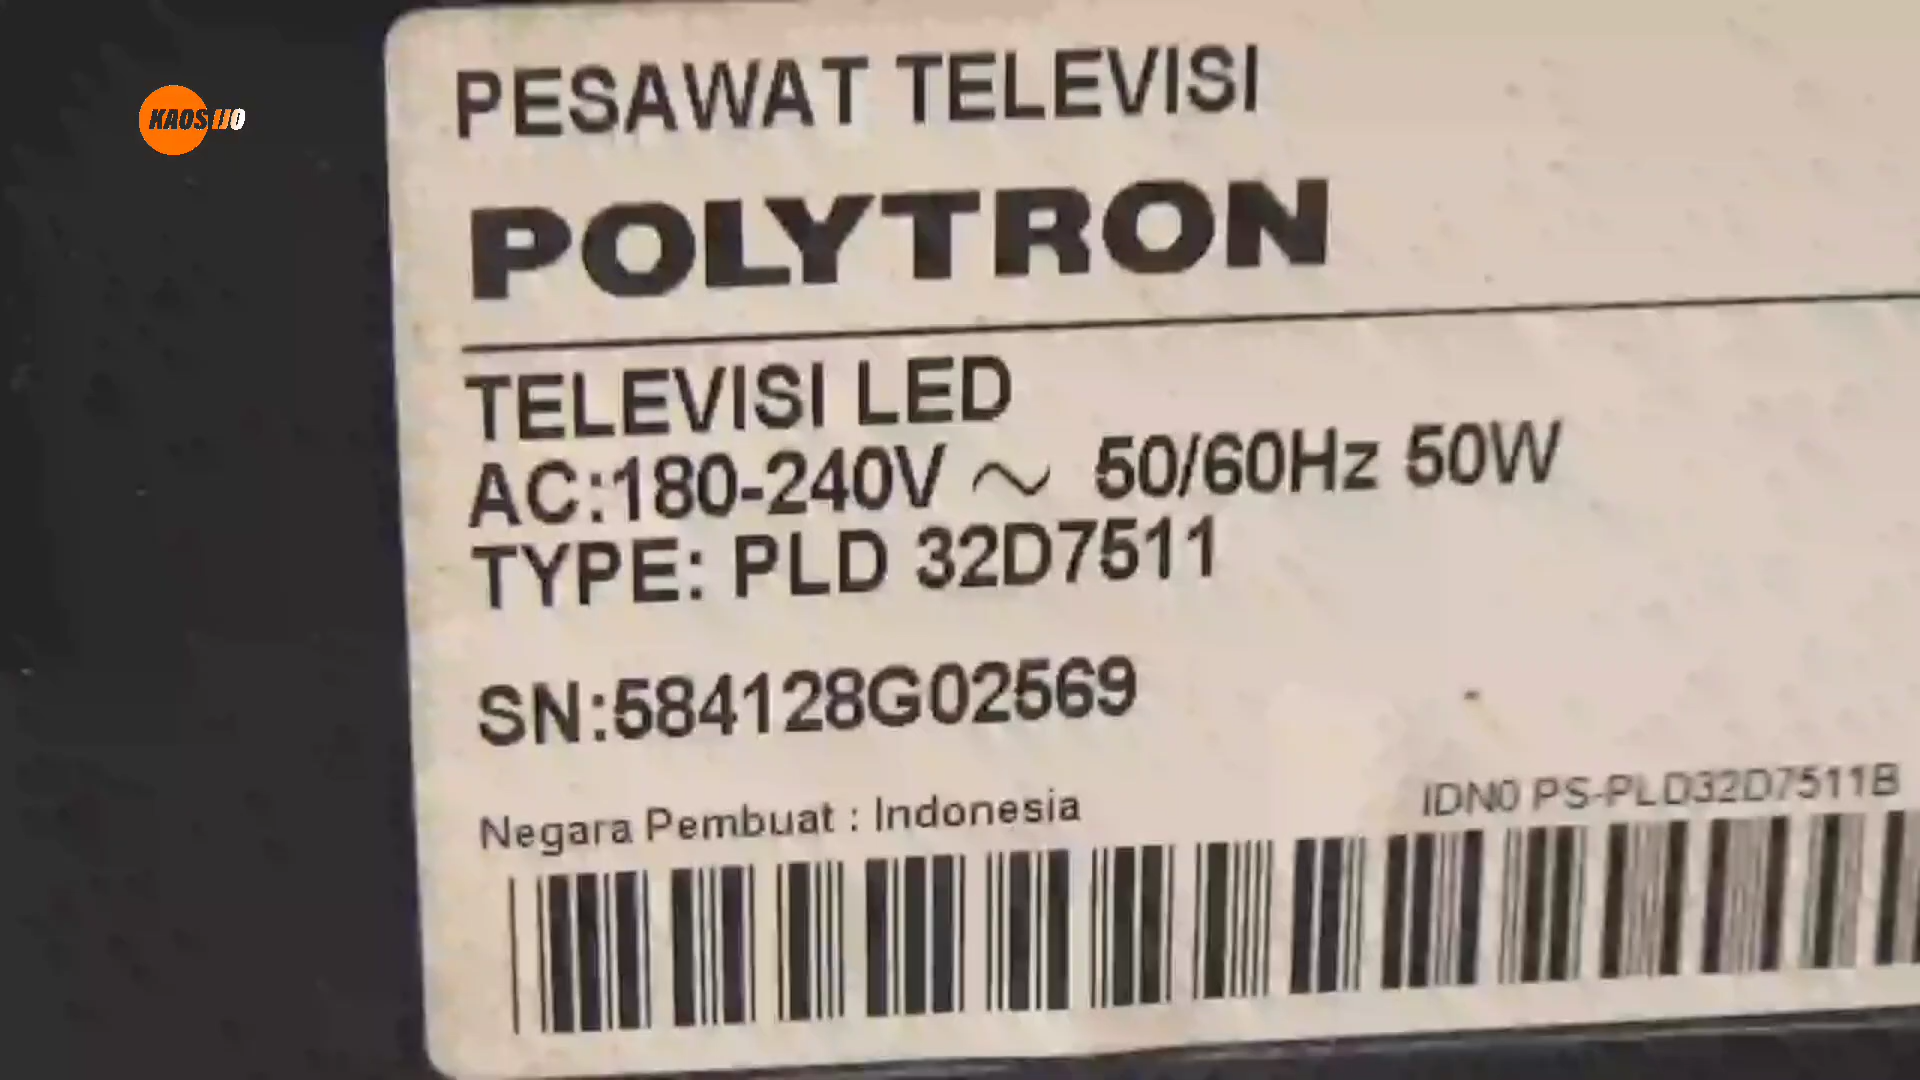 KAOS IJO
PESAWAT TELEVISI
POLYTRON
TELEVISI LED
AC:180-240V ~ 50/60Hz 50W
TYPE: PLD 32D7511
SN:584128G02569
Negara Pembuat : Indonesia
IDN0 PS-PLD32D7511B